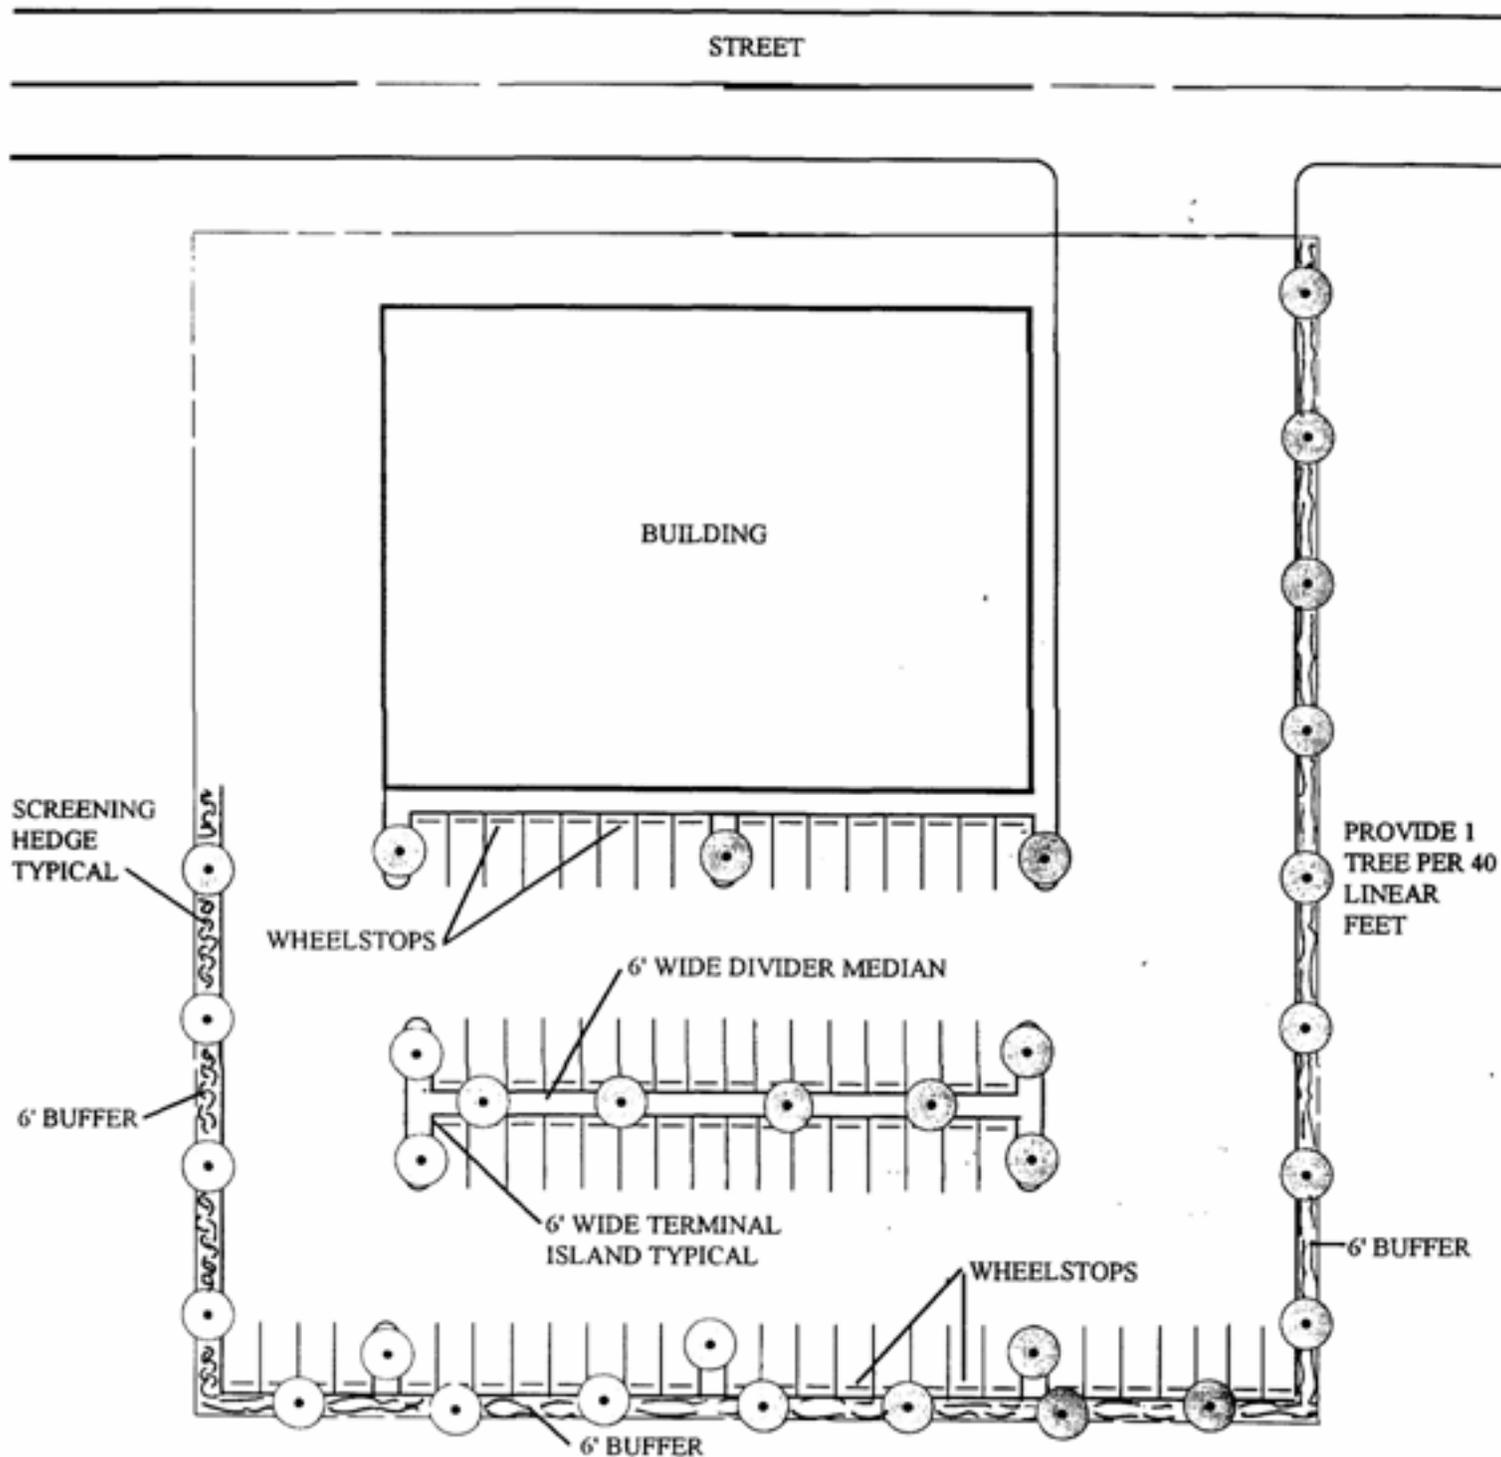 STREET
BUILDING
SCREENING
HEDGE
TYPICAL
PROVIDE 1
TREE PER 40
LINEAR
FEET
WHEELSTOPS
6' WIDE DIVIDER MEDIAN
6' BUFFER
6' WIDE TERMINAL
ISLAND TYPICAL
6' BUFFER
WHEELSTOPS
6' BUFFER